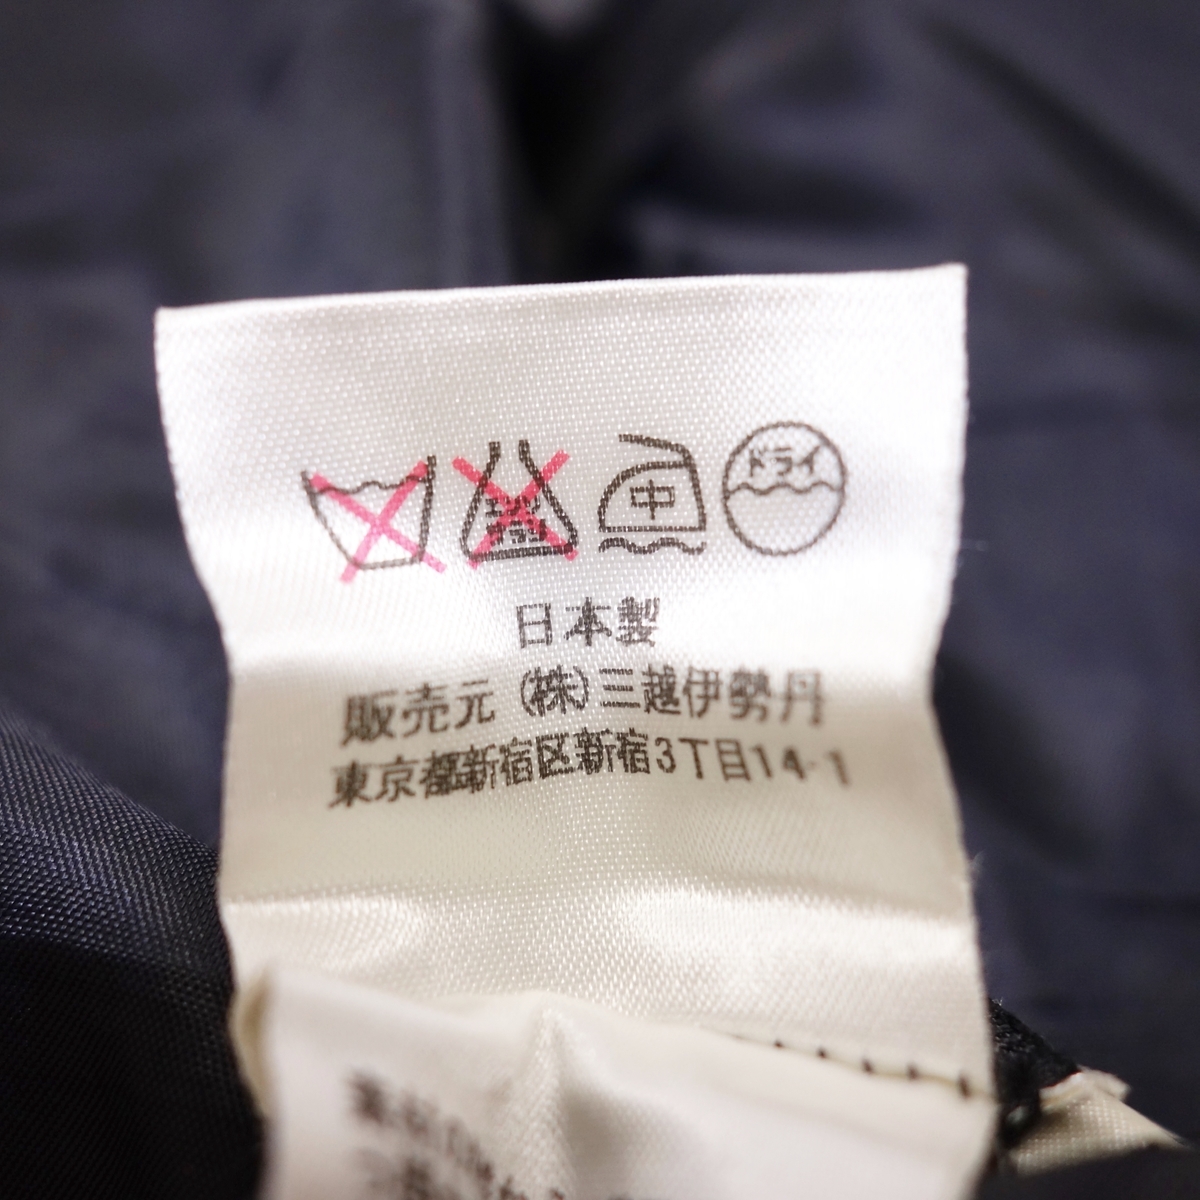 中 ドライ
日本製
販売元 (株)三越伊勢丹
東京都新宿区新宿3丁目14-1